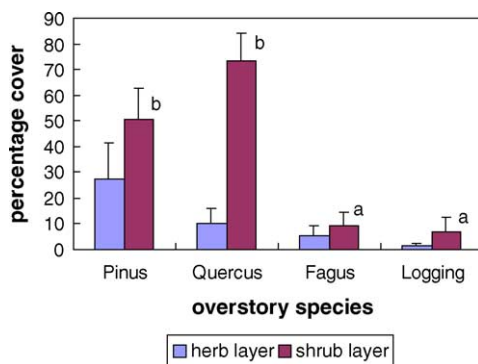 percentage cover
90
80
70
60
50
40
30
20
10
0
b
b
a
a
Pinus Quercus Fagus Logging
overstory species
herb layer shrub layer